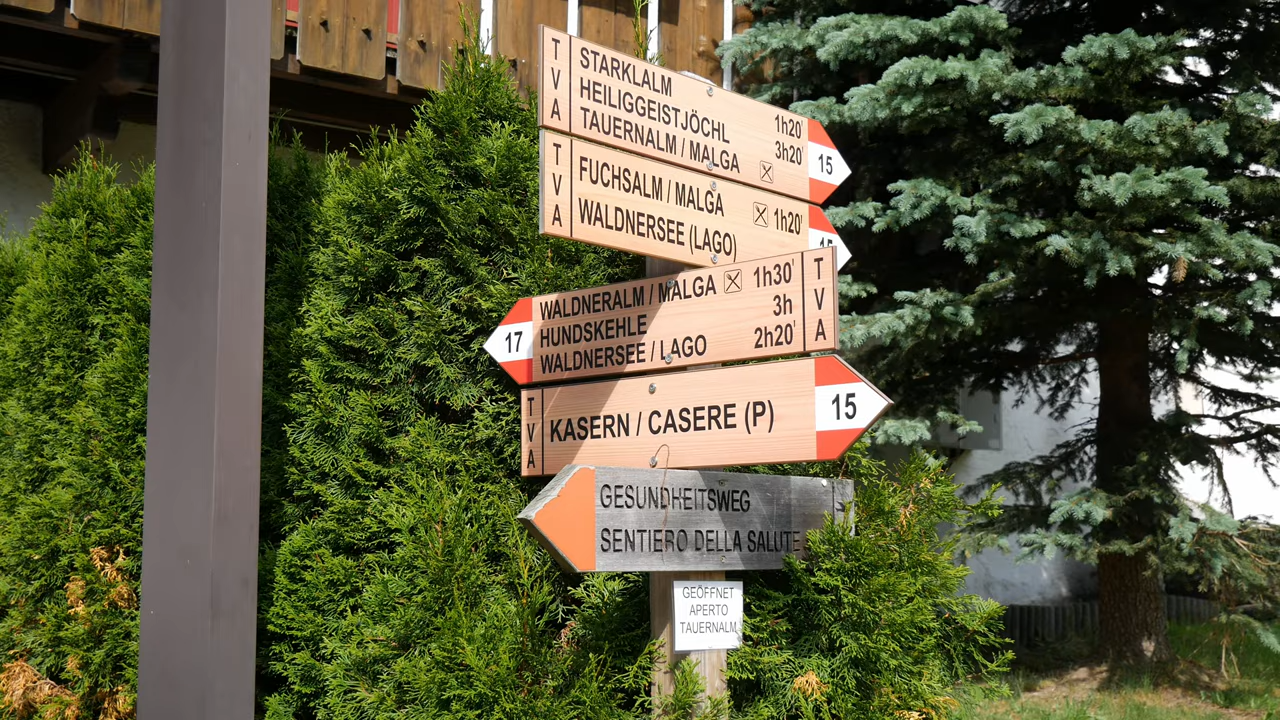 TVA STARKLALM 1h20'
HEILIGGEISTJÖCHL 3h20
TAUERNALM / MALGA
15
TVA FUCHSALM / MALGA 1h20'
WALDNERSEE (LAGO)
15
WALDNERALM / MALGA 1h30' TVA
17 HUNDSKEHLE 3h
WALDNERSEE / LAGO 2h20'
TVA KASERN / CASERE (P) 15
GESUNDHEITSWEG
SENTIERO DELLA SALUTE
GEÖFFNET
APERTO
TAUERNALM